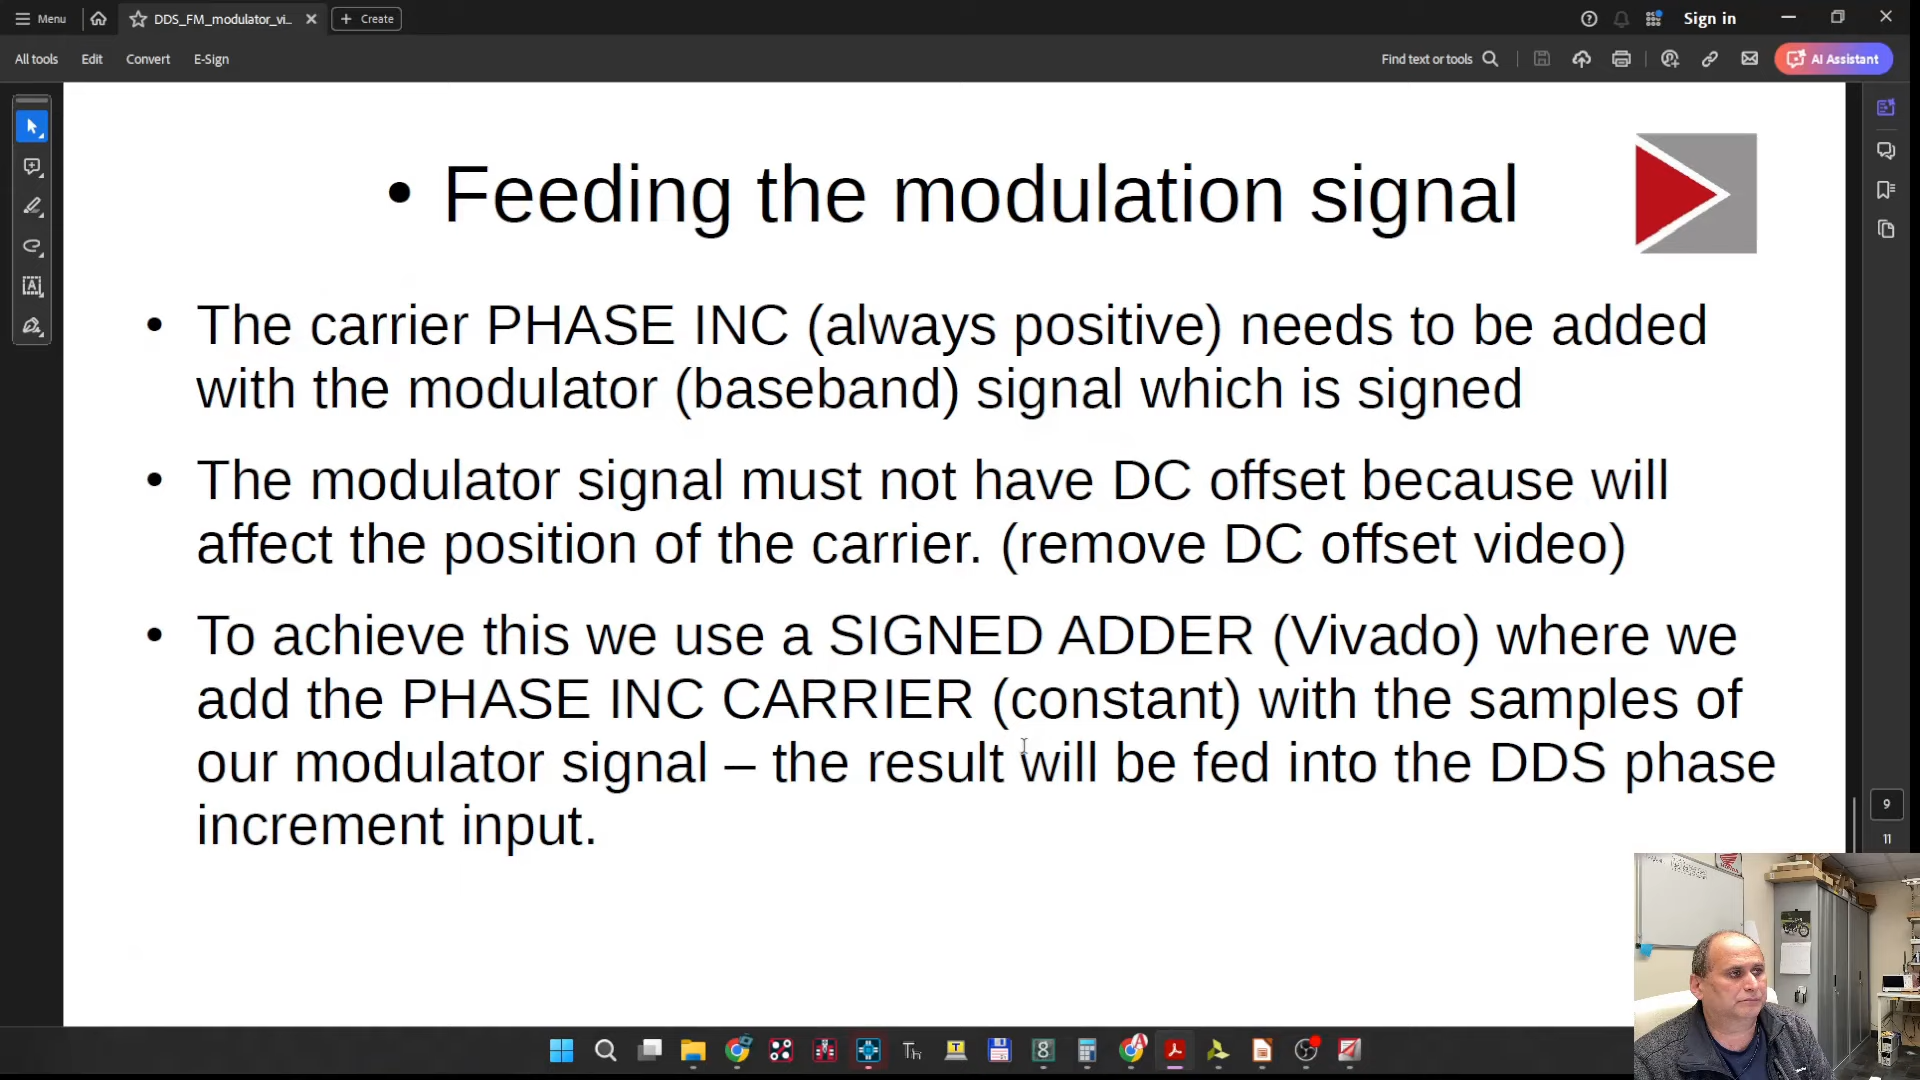 Menu
DDS_FM_modulator_vi...
Create
Sign in
All tools
Edit
Convert
E-Sign
Find text or tools
AI Assistant
• Feeding the modulation signal
• The carrier PHASE INC (always positive) needs to be added
with the modulator (baseband) signal which is signed
• The modulator signal must not have DC offset because will
affect the position of the carrier. (remove DC offset video)
• To achieve this we use a SIGNED ADDER (Vivado) where we
add the PHASE INC CARRIER (constant) with the samples of
our modulator signal – the result will be fed into the DDS phase
increment input.
9
11